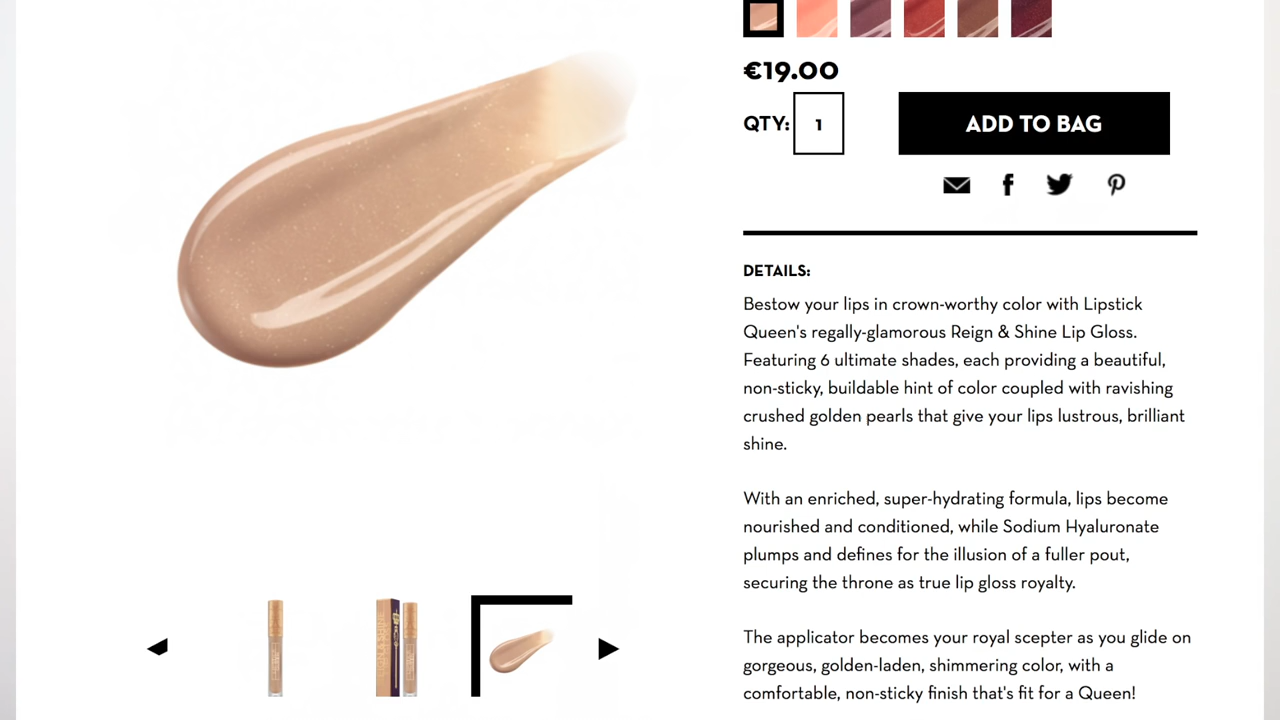 €19.00
QTY: 1
ADD TO BAG
DETAILS:
Bestow your lips in crown-worthy color with Lipstick
Queen's regally-glamorous Reign & Shine Lip Gloss.
Featuring 6 ultimate shades, each providing a beautiful,
non-sticky, buildable hint of color coupled with ravishing
crushed golden pearls that give your lips lustrous, brilliant
shine.
With an enriched, super-hydrating formula, lips become
nourished and conditioned, while Sodium Hyaluronate
plumps and defines for the illusion of a fuller pout,
securing the throne as true lip gloss royalty.
The applicator becomes your royal scepter as you glide on
gorgeous, golden-laden, shimmering color, with a
comfortable, non-sticky finish that's fit for a Queen!